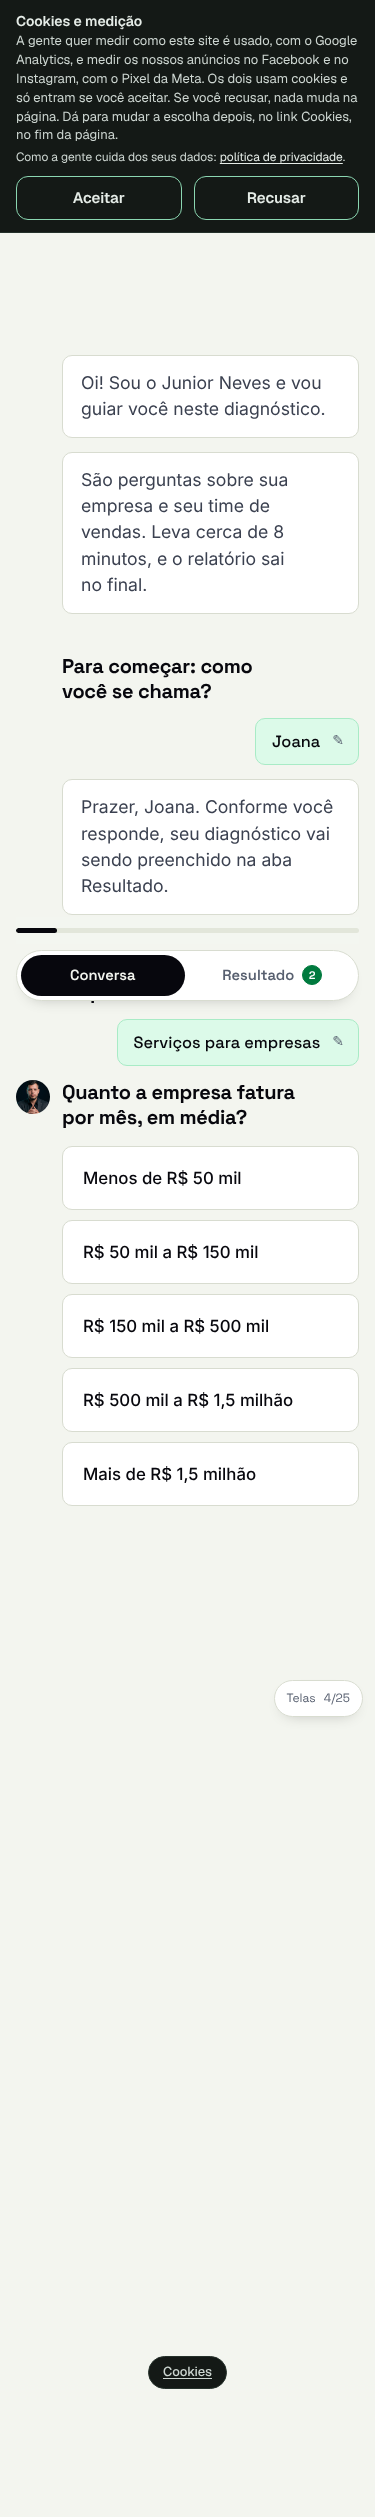 Cookies e medição
A gente quer medir como este site é usado, com o Google
Analytics, e medir os nossos anúncios no Facebook e no
Instagram, com o Pixel da Meta. Os dois usam cookies e
só entram se você aceitar. Se você recusar, nada muda na
página. Dá para mudar a escolha depois, no link Cookies,
no fim da página.
Como a gente cuida dos seus dados: política de privacidade.
Aceitar
Recusar
Oi! Sou o Junior Neves e vou
guiar você neste diagnóstico.
São perguntas sobre sua
empresa e seu time de
vendas. Leva cerca de 8
minutos, e o relatório sai
no final.
Para começar: como
você se chama?
Joana ✎
Prazer, Joana. Conforme você
responde, seu diagnóstico vai
sendo preenchido na aba
Resultado.
Conversa
Resultado 2
Serviços para empresas ✎
Quanto a empresa fatura
por mês, em média?
Menos de R$ 50 mil
R$ 50 mil a R$ 150 mil
R$ 150 mil a R$ 500 mil
R$ 500 mil a R$ 1,5 milhão
Mais de R$ 1,5 milhão
Telas 4/25
Cookies